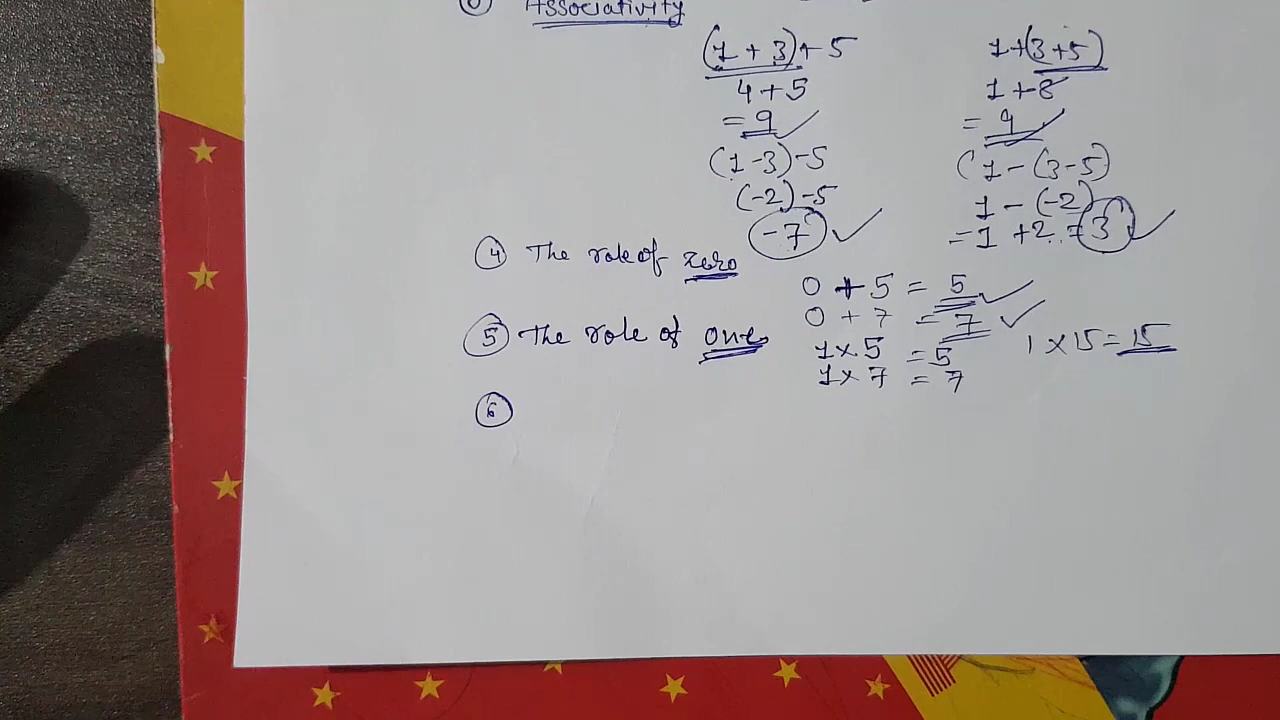 ③ Associativity
(1 + 3) + 5
4 + 5
= 9 ✓
(1 - 3) - 5
(-2) - 5
-7 ✓
1 + (3 + 5)
1 + 8
= 9 ✓
(1 - (3 - 5)
1 - (-2)
= 1 + 2 = 3 ✓
④ The role of zero
0 + 5 = 5 ✓
0 + 7 = 7 ✓
⑤ The role of one
1 × 5 = 5
1 × 7 = 7
1 × 15 = 15
⑥